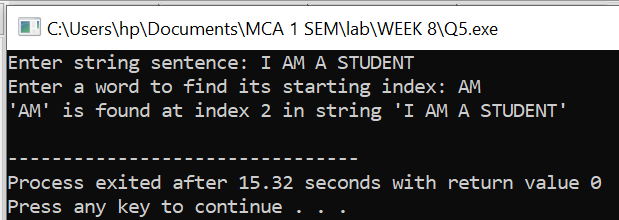 C:\Users\hp\Documents\MCA 1 SEM\lab\WEEK 8\Q5.exe
Enter string sentence: I AM A STUDENT
Enter a word to find its starting index: AM
'AM' is found at index 2 in string 'I AM A STUDENT'
--------------------------------
Process exited after 15.32 seconds with return value 0
Press any key to continue . . .